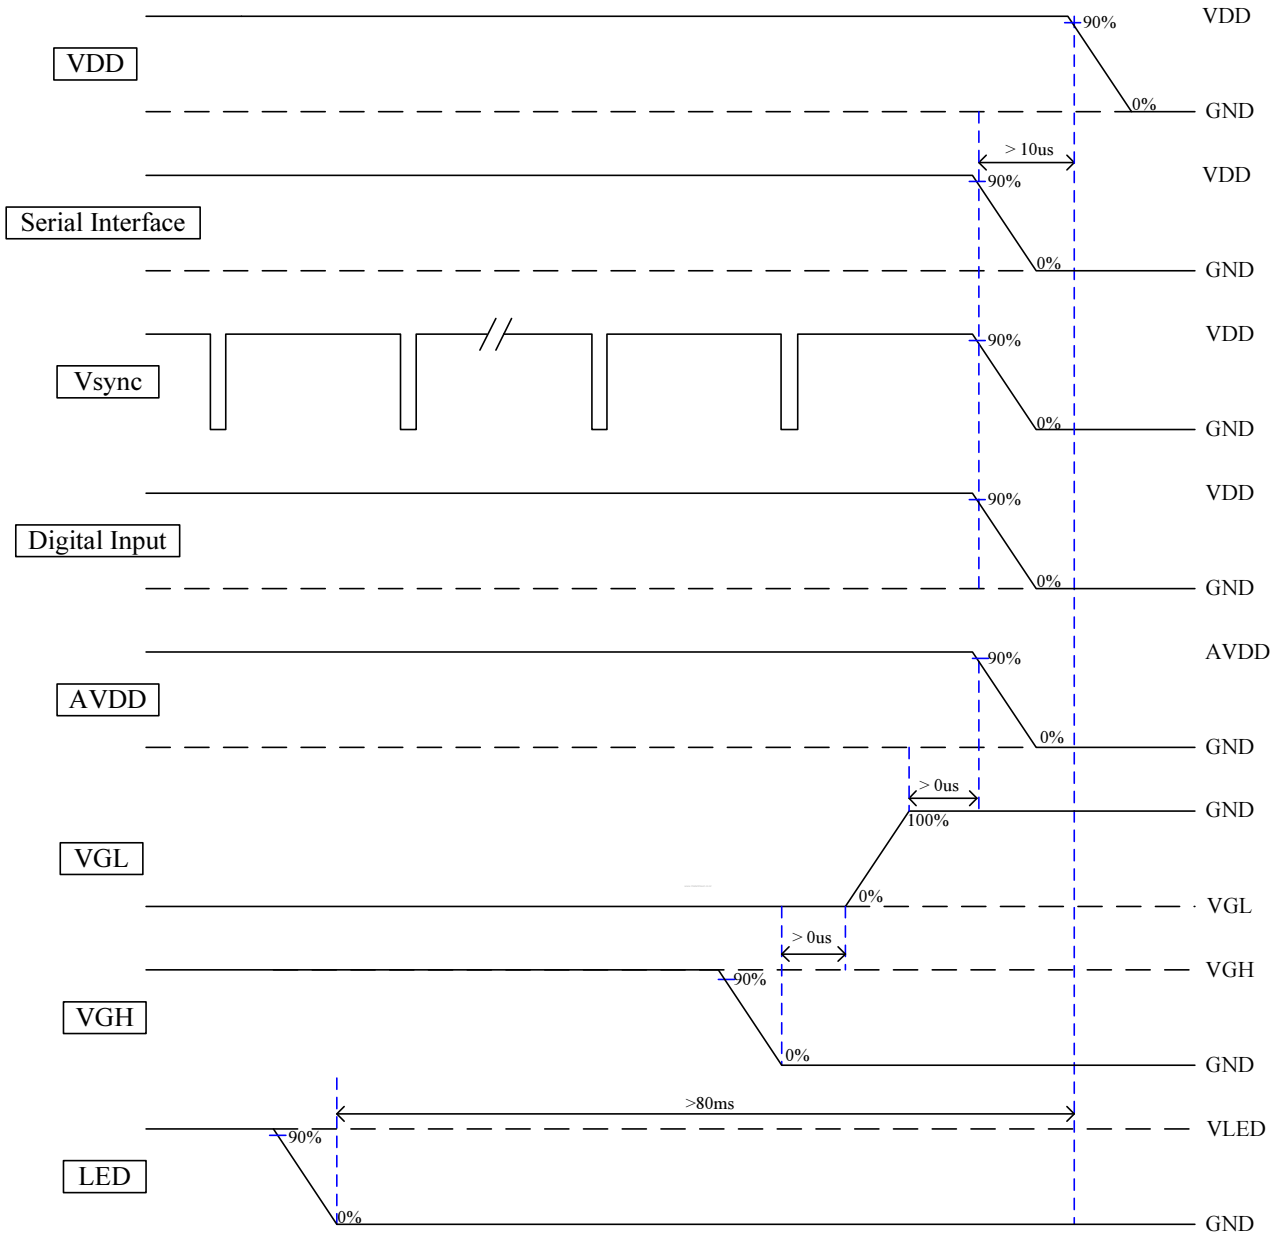 VDD
90%
VDD
0%
GND
> 10us
Serial Interface
90%
VDD
0%
GND
Vsync
90%
VDD
0%
GND
Digital Input
90%
VDD
0%
GND
AVDD
90%
AVDD
0%
GND
> 0us
VGL
100%
GND
0%
VGL
> 0us
VGH
90%
VGH
0%
GND
>80ms
LED
90%
VLED
0%
GND